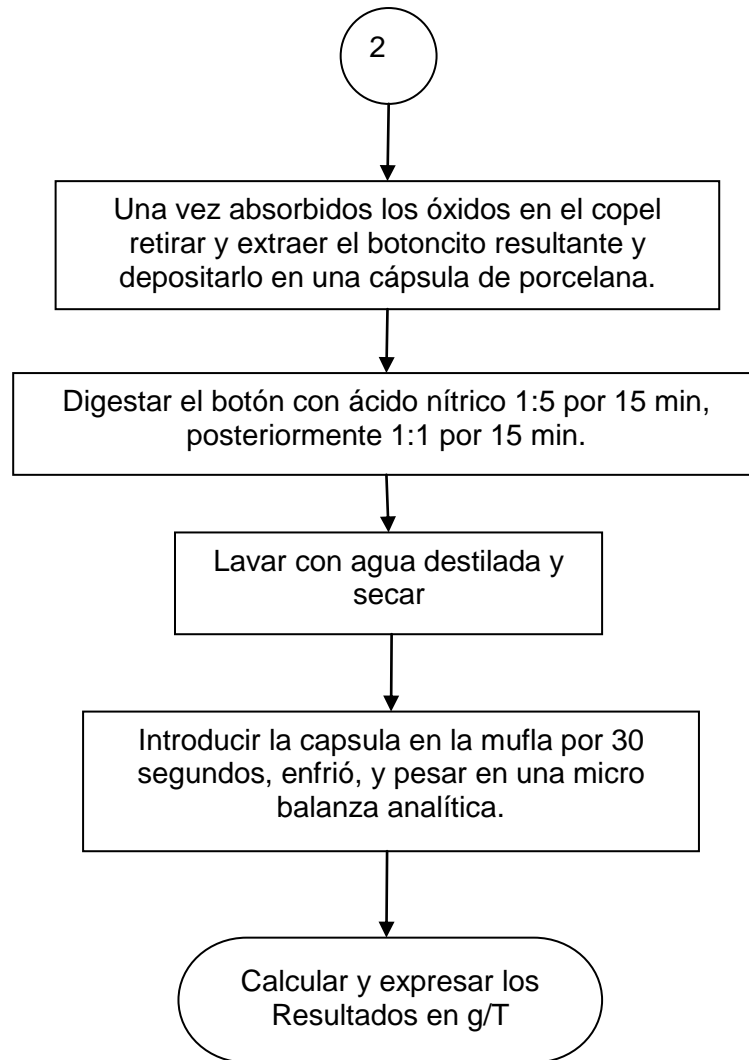 2
Una vez absorbidos los óxidos en el copel
retirar y extraer el botoncito resultante y
depositarlo en una cápsula de porcelana.
Digestar el botón con ácido nítrico 1:5 por 15 min,
posteriormente 1:1 por 15 min.
Lavar con agua destilada y
secar
Introducir la capsula en la mufla por 30
segundos, enfrió, y pesar en una micro
balanza analítica.
Calcular y expresar los
Resultados en g/T